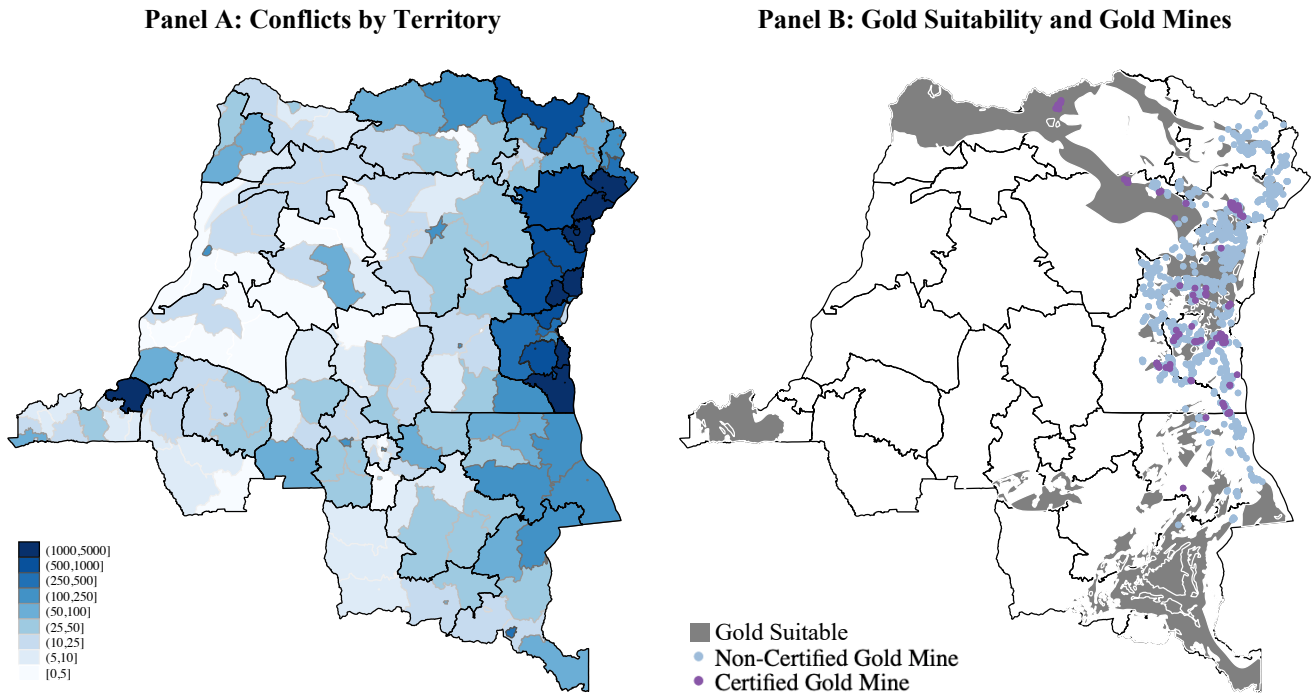 Panel A: Conflicts by Territory
Panel B: Gold Suitability and Gold Mines
(1000,5000]
(500,1000]
(250,500]
(100,250]
(50,100]
(25,50]
(10,25]
(5,10]
[0,5]
Gold Suitable
Non-Certified Gold Mine
Certified Gold Mine